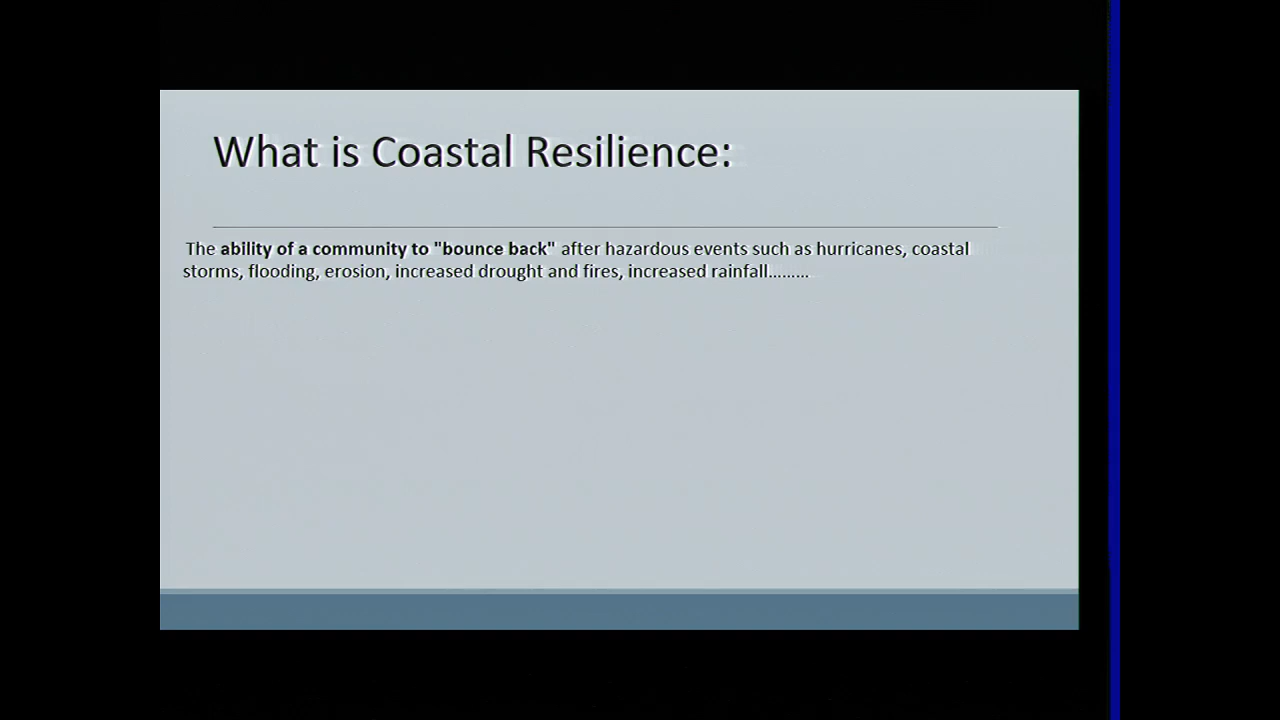 What is Coastal Resilience:
The ability of a community to "bounce back" after hazardous events such as hurricanes, coastal
storms, flooding, erosion, increased drought and fires, increased rainfall.........